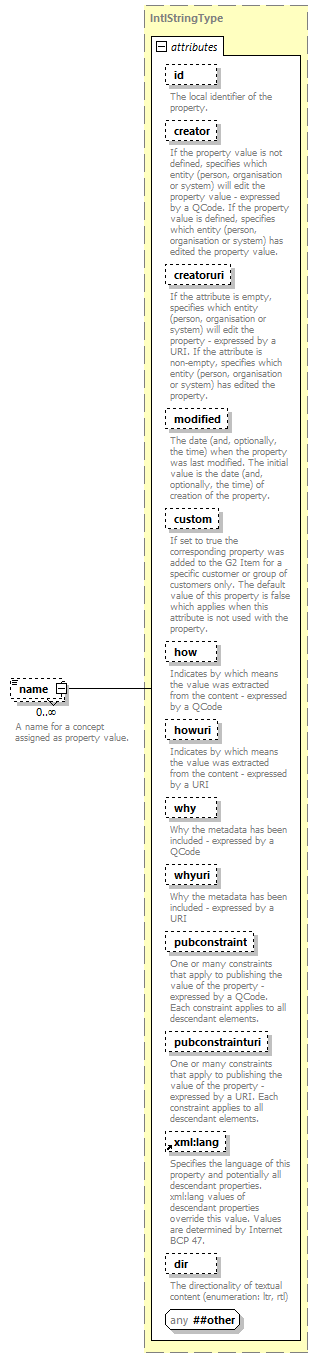 IntlStringType
attributes
id
The local identifier of the
property.
creator
If the property value is not
defined, specifies which
entity (person, organisation
or system) will edit the
property value - expressed
by a QCode. If the property
value is defined, specifies
which entity (person,
organisation or system) has
edited the property value.
creatoruri
If the attribute is empty,
specifies which entity
(person, organisation or
system) will edit the
property - expressed by a
URI. If the attribute is
non-empty, specifies which
entity (person, organisation
or system) has edited the
property.
modified
The date (and, optionally,
the time) when the property
was last modified. The initial
value is the date (and,
optionally, the time) of
creation of the property.
custom
If set to true the
corresponding property was
added to the G2 Item for a
specific customer or group of
customers only. The default
value of this property is false
which applies when this
attribute is not used with the
property.
how
Indicates by which means
the value was extracted
from the content - expressed
by a QCode
name
0..∞
A name for a concept
assigned as property value.
howuri
Indicates by which means
the value was extracted
from the content - expressed
by a URI
why
Why the metadata has been
included - expressed by a
QCode
whyuri
Why the metadata has been
included - expressed by a
URI
pubconstraint
One or many constraints
that apply to publishing the
value of the property -
expressed by a QCode.
Each constraint applies to all
descendant elements.
pubconstrainturi
One or many constraints
that apply to publishing the
value of the property -
expressed by a URI. Each
constraint applies to all
descendant elements.
xml:lang
Specifies the language of this
property and potentially all
descendant properties.
xml:lang values of
descendant properties
override this value. Values
are determined by Internet
BCP 47.
dir
The directionality of textual
content (enumeration: ltr, rtl)
any ##other